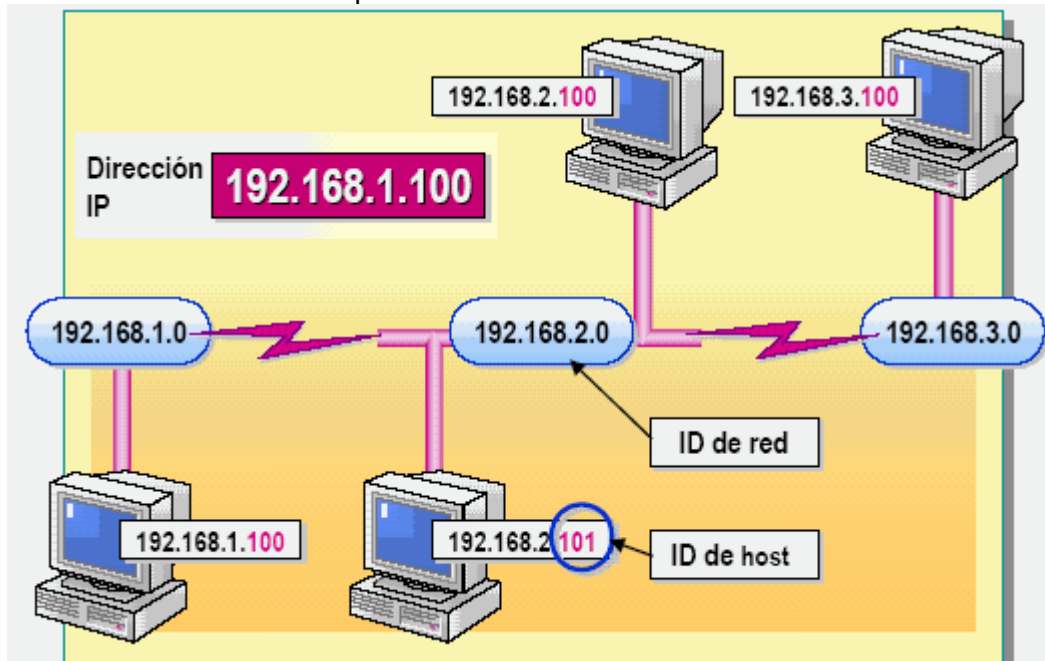 192.168.2.100
192.168.3.100
Dirección
IP
192.168.1.100
192.168.1.0
192.168.2.0
192.168.3.0
ID de red
192.168.1.100
192.168.2.101
ID de host